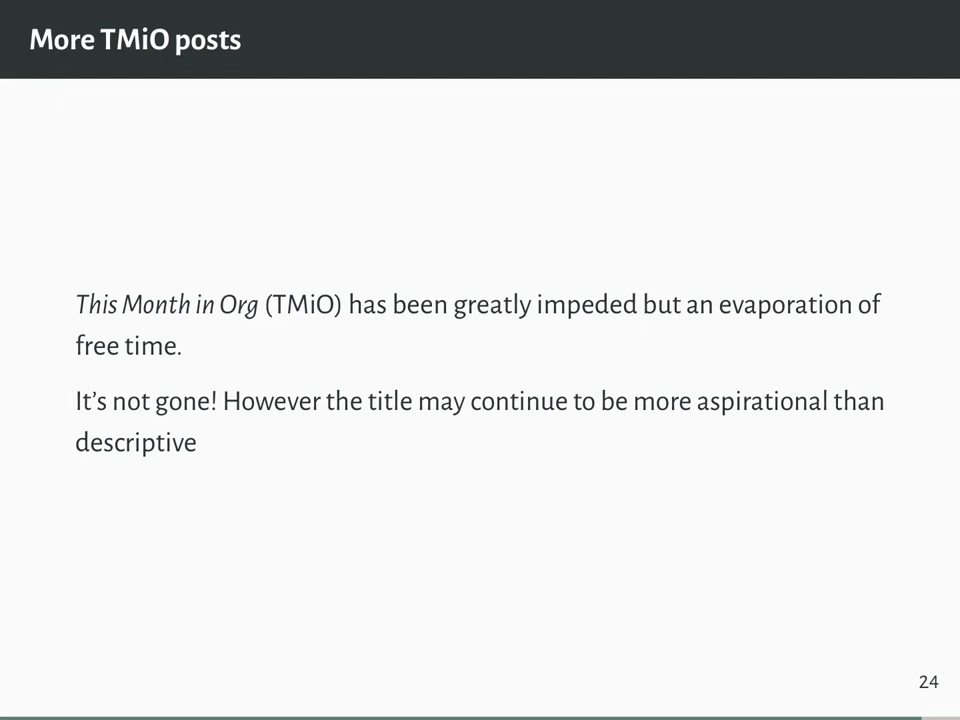 More TMiO posts
This Month in Org (TMiO) has been greatly impeded but an evaporation of
free time.
It's not gone! However the title may continue to be more aspirational than
descriptive
24